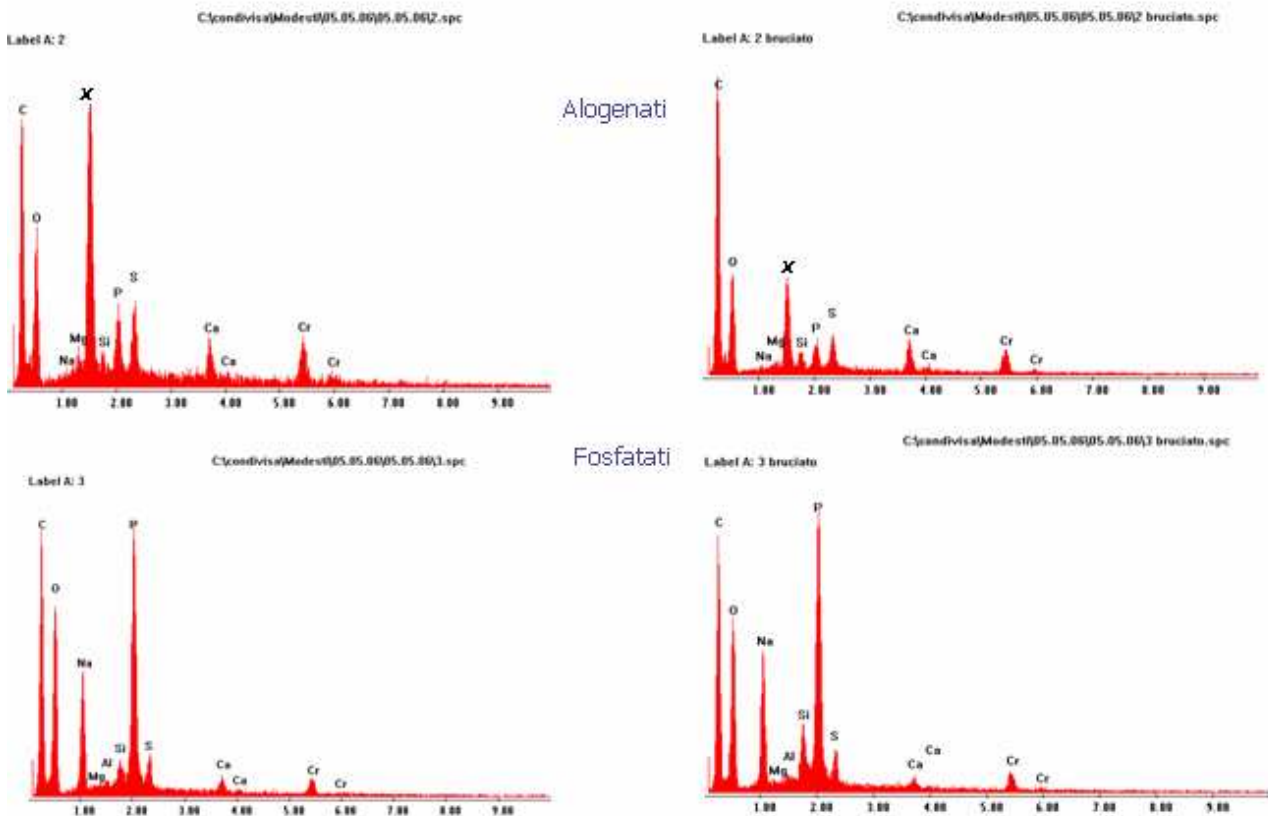 C:\condivisa\Modesti\05.05.06\05.05.06\2.spc
Label A: 2
C
O
Na
Mg
X
Si
P
S
Ca
Ca
Cr
Cr
1.00 2.00 3.00 4.00 5.00 6.00 7.00 8.00 9.00
Alogenati
C:\condivisa\Modesti\05.05.06\05.05.06\2 bruciato.spc
Label A: 2 bruciato
C
O
Na
Mg
X
Si
P
S
Ca
Ca
Cr
Cr
1.00 2.00 3.00 4.00 5.00 6.00 7.00 8.00 9.00
C:\condivisa\Modesti\05.05.06\05.05.06\3.spc
Label A: 3
C
O
Na
Mg
Al
Si
P
S
Ca
Ca
Cr
Cr
1.00 2.00 3.00 4.00 5.00 6.00 7.00 8.00 9.00
Fosfatati
C:\condivisa\Modesti\05.05.06\05.05.06\3 bruciato.spc
Label A: 3 bruciato
C
O
Na
Mg
Al
Si
P
S
Ca
Ca
Cr
Cr
1.00 2.00 3.00 4.00 5.00 6.00 7.00 8.00 9.00